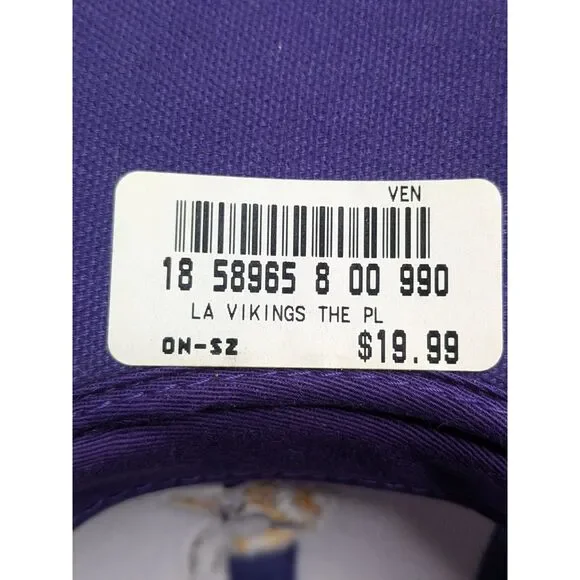 VEN
18 58965 8 00 990
LA VIKINGS THE PL
ON-SZ $19.99